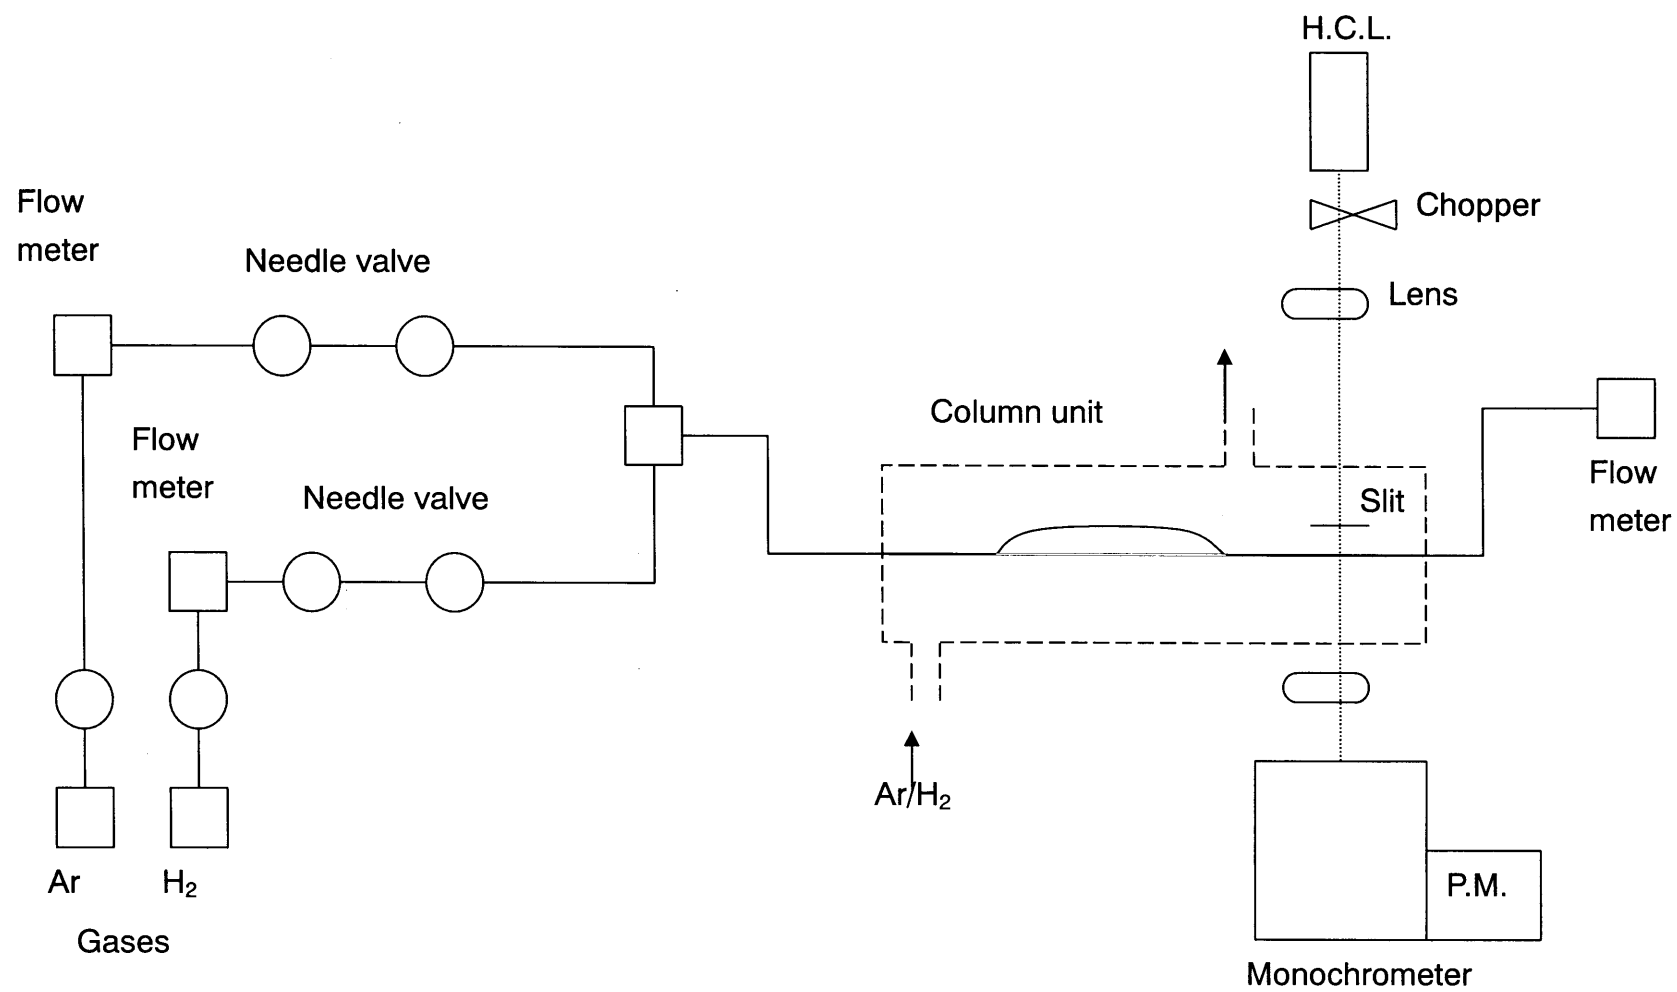 H.C.L.
Chopper
Lens
Flow
meter
Needle valve
Flow
meter
Needle valve
Column unit
Slit
Flow
meter
Ar/H₂
Ar
H₂
Gases
P.M.
Monochrometer